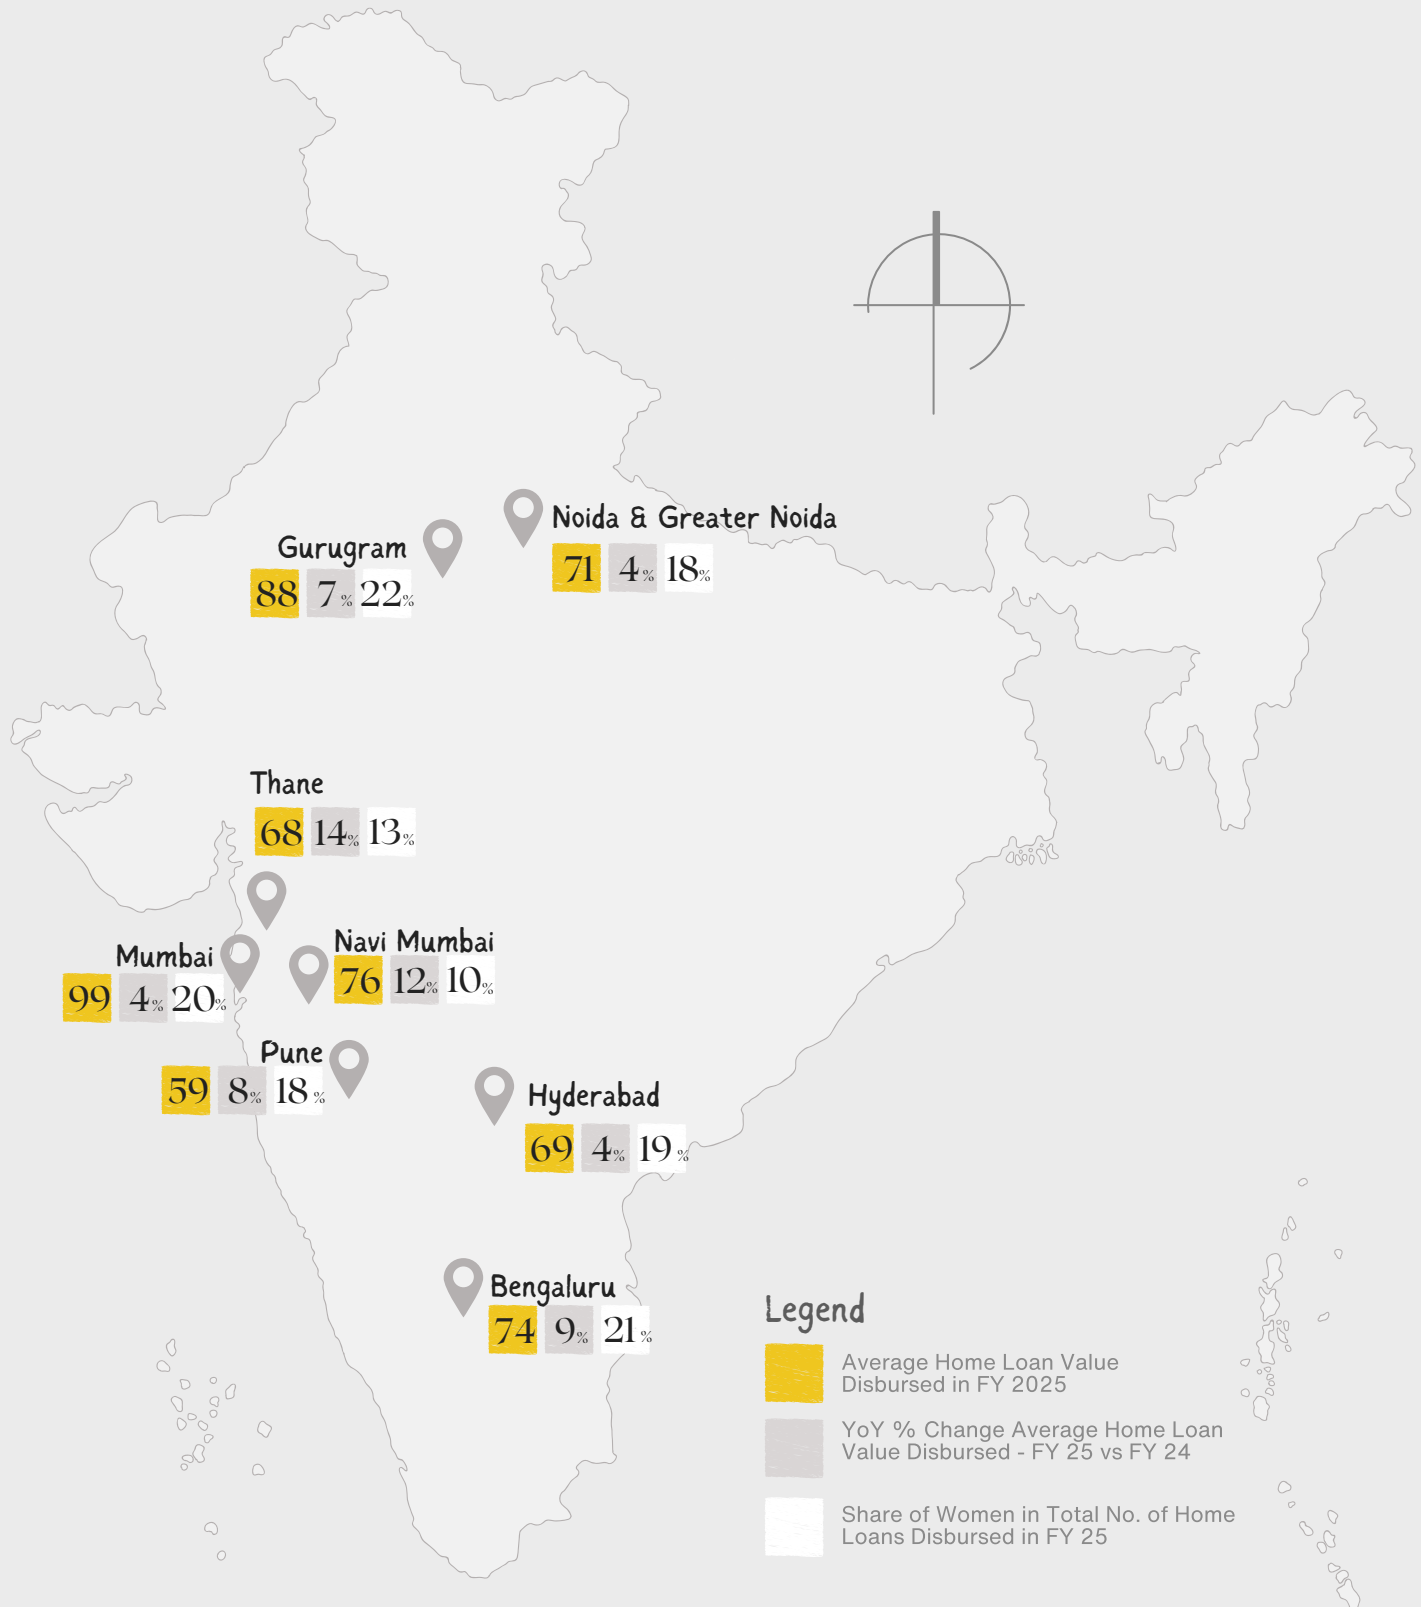 Noida & Greater Noida
71 4% 18%
Gurugram
88 7% 22%
Thane
68 14% 13%
Navi Mumbai
76 12% 10%
Mumbai
99 4% 20%
Pune
59 8% 18%
Hyderabad
69 4% 19%
Bengaluru
74 9% 21%
Legend
Average Home Loan Value
Disbursed in FY 2025
YoY % Change Average Home Loan
Value Disbursed - FY 25 vs FY 24
Share of Women in Total No. of Home
Loans Disbursed in FY 25